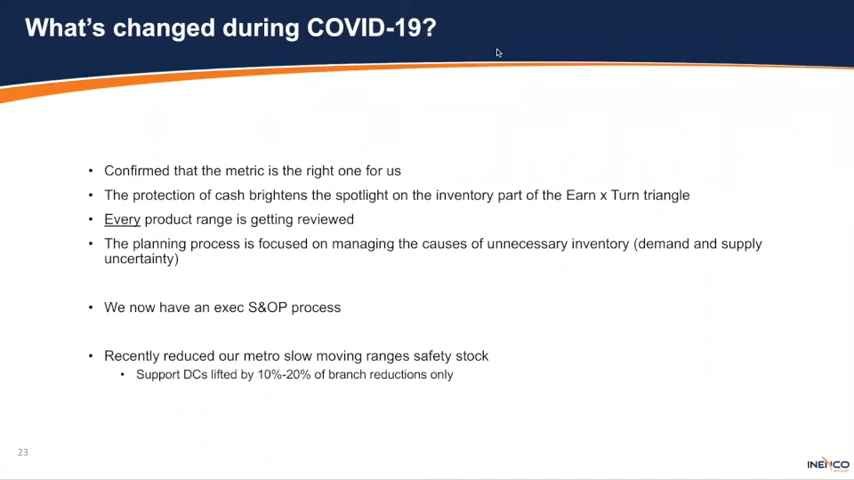 What's changed during COVID-19?
• Confirmed that the metric is the right one for us
• The protection of cash brightens the spotlight on the inventory part of the Earn x Turn triangle
• Every product range is getting reviewed
• The planning process is focused on managing the causes of unnecessary inventory (demand and supply
uncertainty)
• We now have an exec S&OP process
• Recently reduced our metro slow moving ranges safety stock
• Support DCs lifted by 10%-20% of branch reductions only
23
INENCO